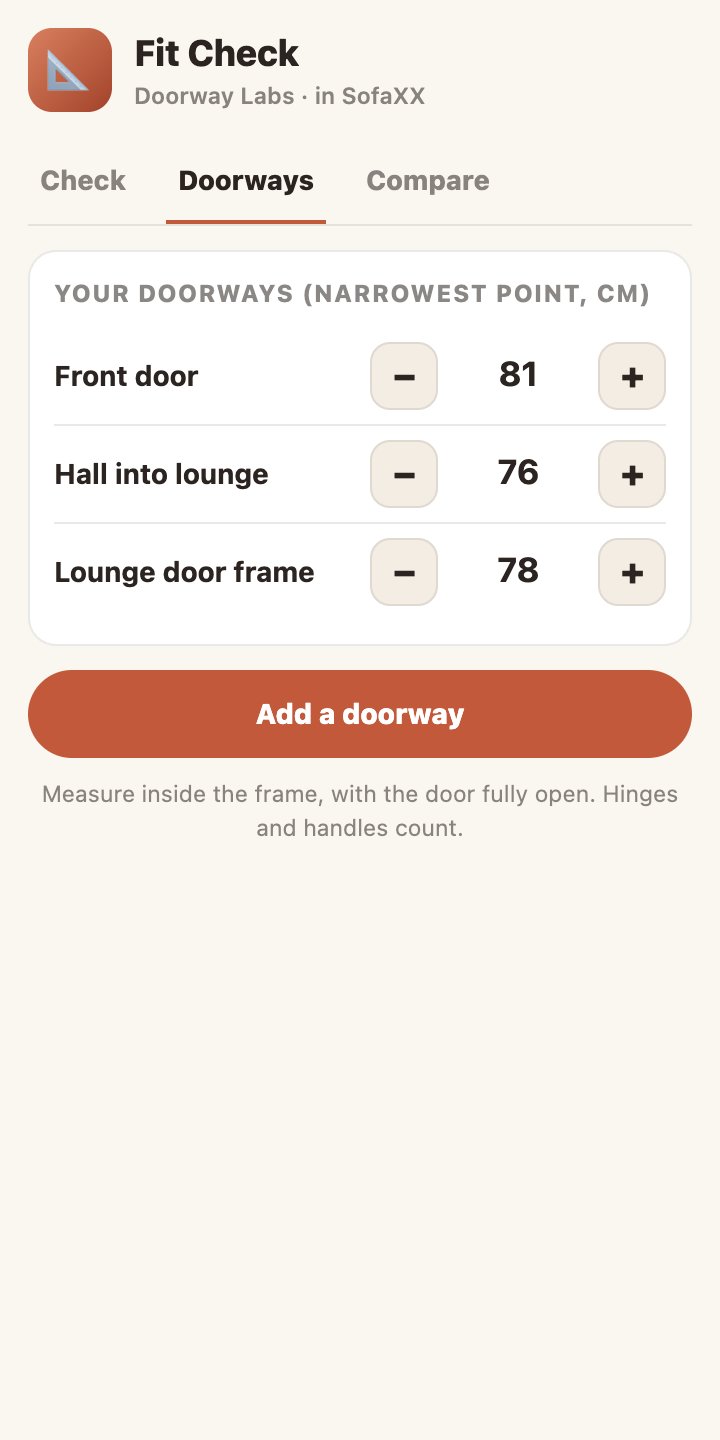 Fit Check
Doorway Labs · in SofaXX
Check Doorways Compare
YOUR DOORWAYS (NARROWEST POINT, CM)
Front door − 81 +
Hall into lounge − 76 +
Lounge door frame − 78 +
Add a doorway
Measure inside the frame, with the door fully open. Hinges
and handles count.